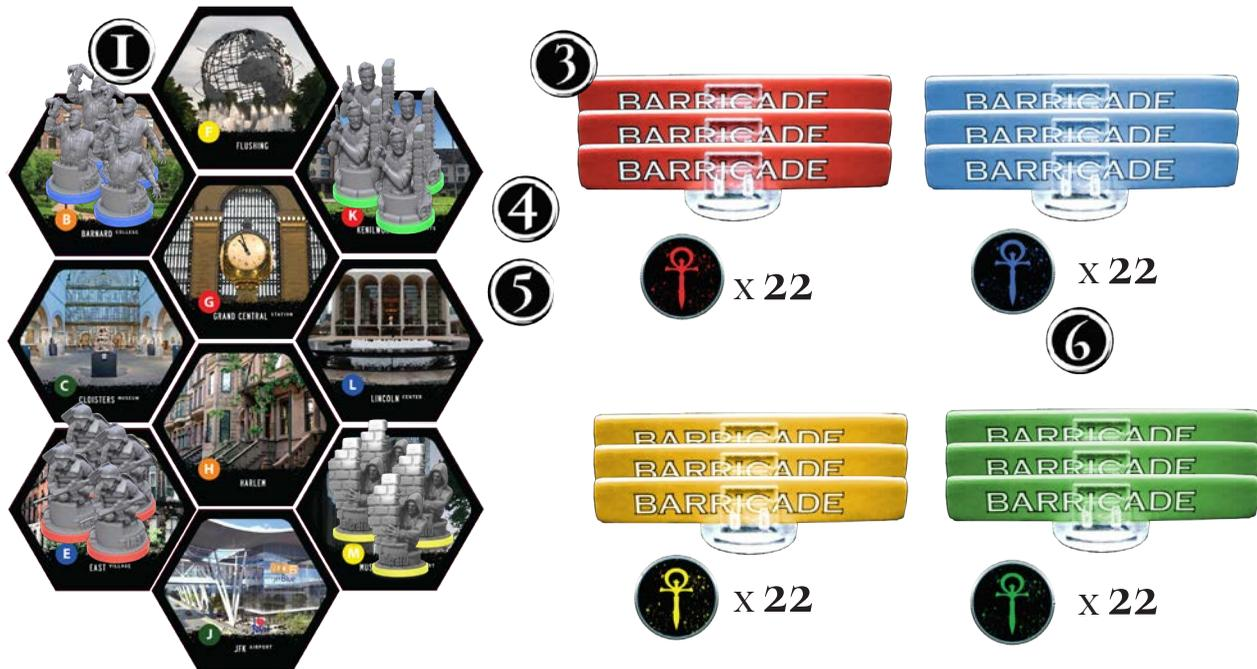 1
F
FLUSHING
B
BARNARD COLLEGE
K
G
GRAND CENTRAL STATION
C
CLOISTERS MUSEUM
L
LINCOLN CENTER
H
HARLEM
E
EAST VILLAGE
M
J
JFK AIRPORT
3
4
5
BARRICADE
BARRICADE
BARRICADE
x 22
BARRICADE
BARRICADE
BARRICADE
x 22
6
BARRICADE
BARRICADE
BARRICADE
x 22
BARRICADE
BARRICADE
BARRICADE
x 22